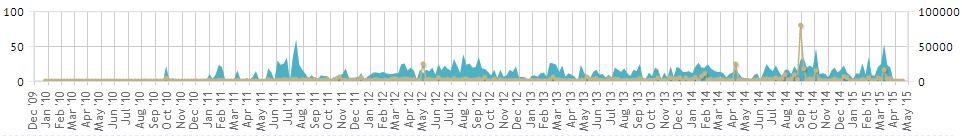 100
50
0
100000
50000
0
Dec '09
Jan '10
Feb '10
Mar '10
Apr '10
May '10
Jun '10
Jul '10
Aug '10
Sep '10
Oct '10
Nov '10
Dec '10
Jan '11
Feb '11
Mar '11
Apr '11
May '11
Jun '11
Jul '11
Aug '11
Sep '11
Oct '11
Nov '11
Dec '11
Jan '12
Feb '12
Mar '12
Apr '12
May '12
Jun '12
Jul '12
Aug '12
Sep '12
Oct '12
Nov '12
Dec '12
Jan '13
Feb '13
Mar '13
Apr '13
May '13
Jun '13
Jul '13
Aug '13
Sep '13
Oct '13
Nov '13
Dec '13
Jan '14
Feb '14
Mar '14
Apr '14
May '14
Jun '14
Jul '14
Aug '14
Sep '14
Oct '14
Nov '14
Dec '14
Jan '15
Feb '15
Mar '15
Apr '15
May '15